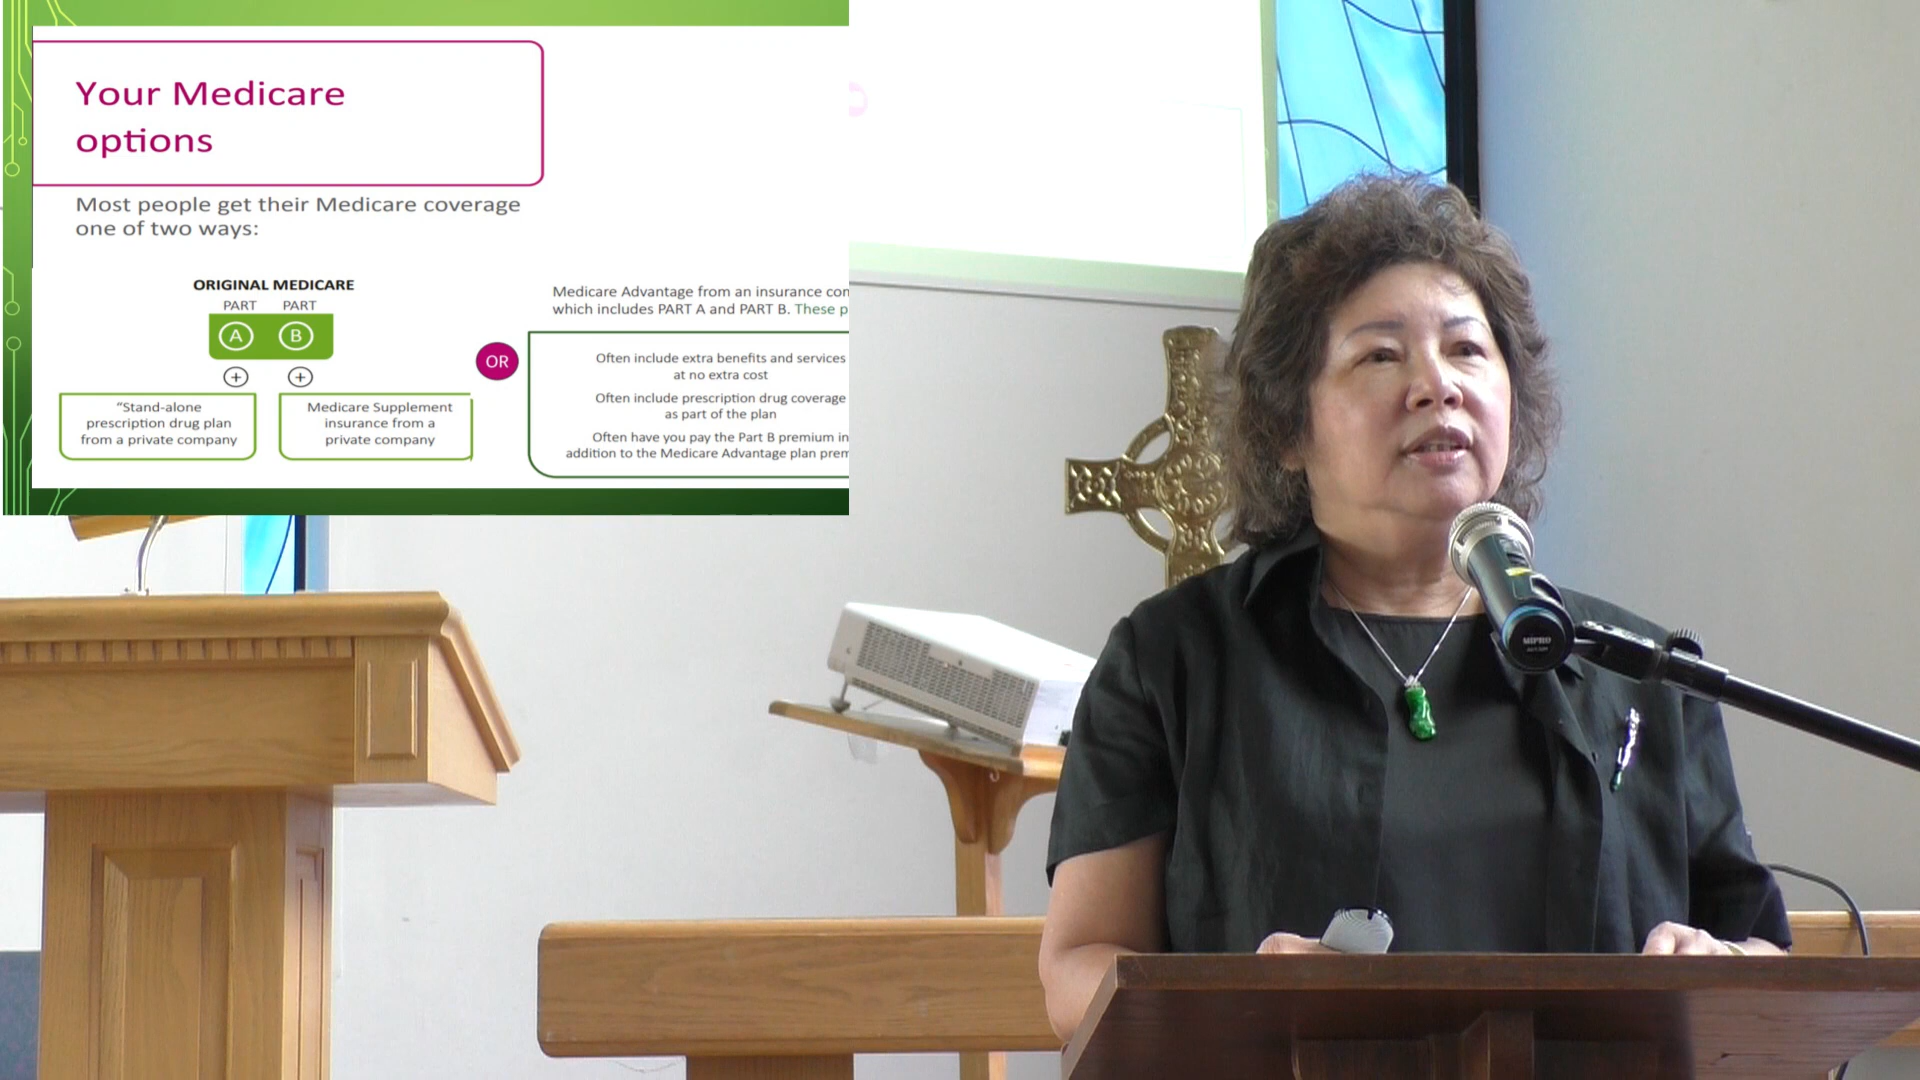 Your Medicare
options
Most people get their Medicare coverage
one of two ways:
ORIGINAL MEDICARE
PART PART
A B
+ +
“Stand-alone
prescription drug plan
from a private company
Medicare Supplement
insurance from a
private company
OR
Medicare Advantage from an insurance com
which includes PART A and PART B. These p
Often include extra benefits and services
at no extra cost
Often include prescription drug coverage
as part of the plan
Often have you pay the Part B premium in
addition to the Medicare Advantage plan prem
MIPRO